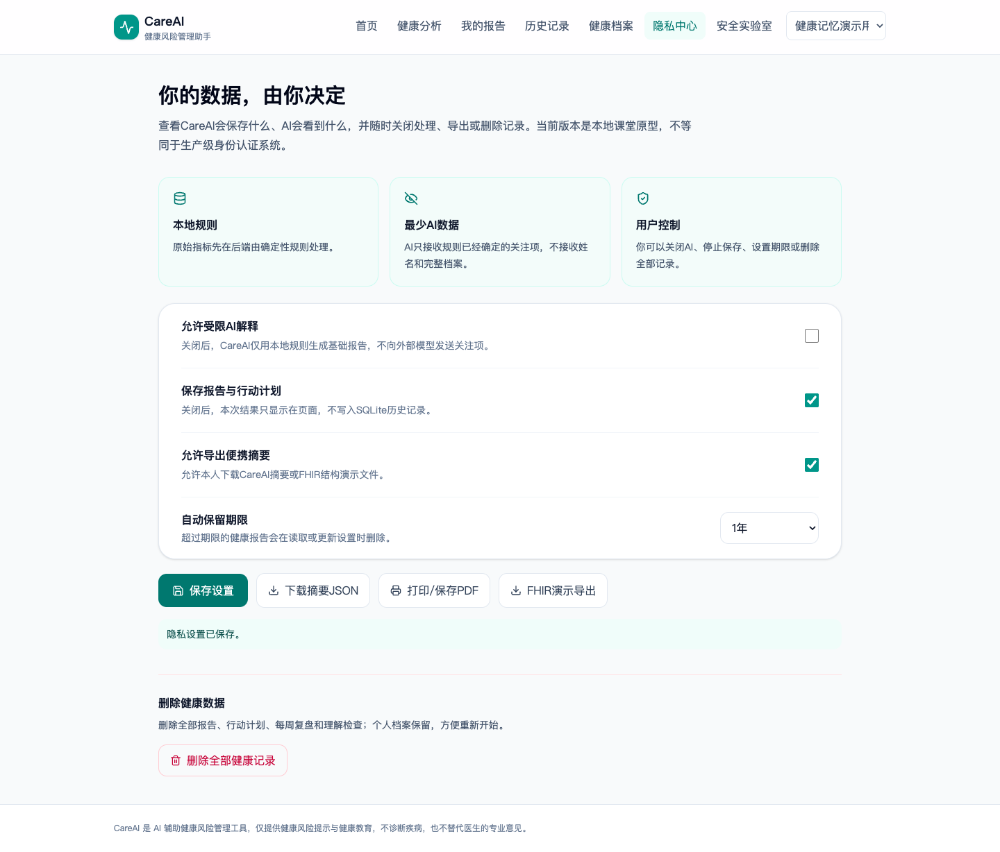 CareAI
健康风险管理助手
首页
健康分析
我的报告
历史记录
健康档案
隐私中心
安全实验室
健康记忆演示用
你的数据，由你决定
查看CareAI会保存什么、AI会看到什么，并随时关闭处理、导出或删除记录。当前版本是本地课堂原型，不等
同于生产级身份认证系统。
本地规则
原始指标先在后端由确定性规则处理。
最少AI数据
AI只接收规则已经确定的关注项，不接收姓
名和完整档案。
用户控制
你可以关闭AI、停止保存、设置期限或删除
全部记录。
允许受限AI解释
关闭后，CareAI仅用本地规则生成基础报告，不向外部模型发送关注项。
保存报告与行动计划
关闭后，本次结果只显示在页面，不写入SQLite历史记录。
允许导出便携摘要
允许本人下载CareAI摘要或FHIR结构演示文件。
自动保留期限
超过期限的健康报告会在读取或更新设置时删除。
1年
保存设置
下载摘要JSON
打印/保存PDF
FHIR演示导出
隐私设置已保存。
删除健康数据
删除全部报告、行动计划、每周复盘和理解检查；个人档案保留，方便重新开始。
删除全部健康记录
CareAI 是 AI 辅助健康风险管理工具，仅提供健康风险提示与健康教育，不诊断疾病，也不替代医生的专业意见。